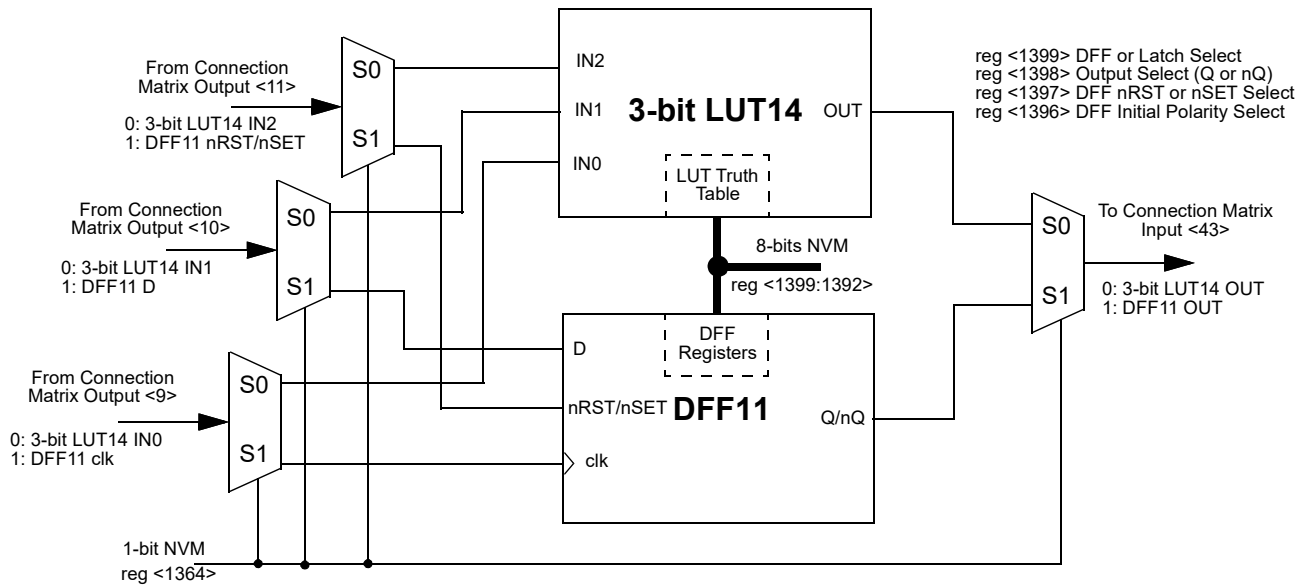 From Connection
Matrix Output <11>
0: 3-bit LUT14 IN2
1: DFF11 nRST/nSET
S0
S1
From Connection
Matrix Output <10>
0: 3-bit LUT14 IN1
1: DFF11 D
S0
S1
From Connection
Matrix Output <9>
0: 3-bit LUT14 IN0
1: DFF11 clk
S0
S1
1-bit NVM
reg <1364>
IN2
IN1
IN0
3-bit LUT14
OUT
LUT Truth
Table
8-bits NVM
reg <1399:1392>
DFF
Registers
D
nRST/nSET
DFF11
Q/nQ
clk
reg <1399> DFF or Latch Select
reg <1398> Output Select (Q or nQ)
reg <1397> DFF nRST or nSET Select
reg <1396> DFF Initial Polarity Select
S0
S1
To Connection Matrix
Input <43>
0: 3-bit LUT14 OUT
1: DFF11 OUT